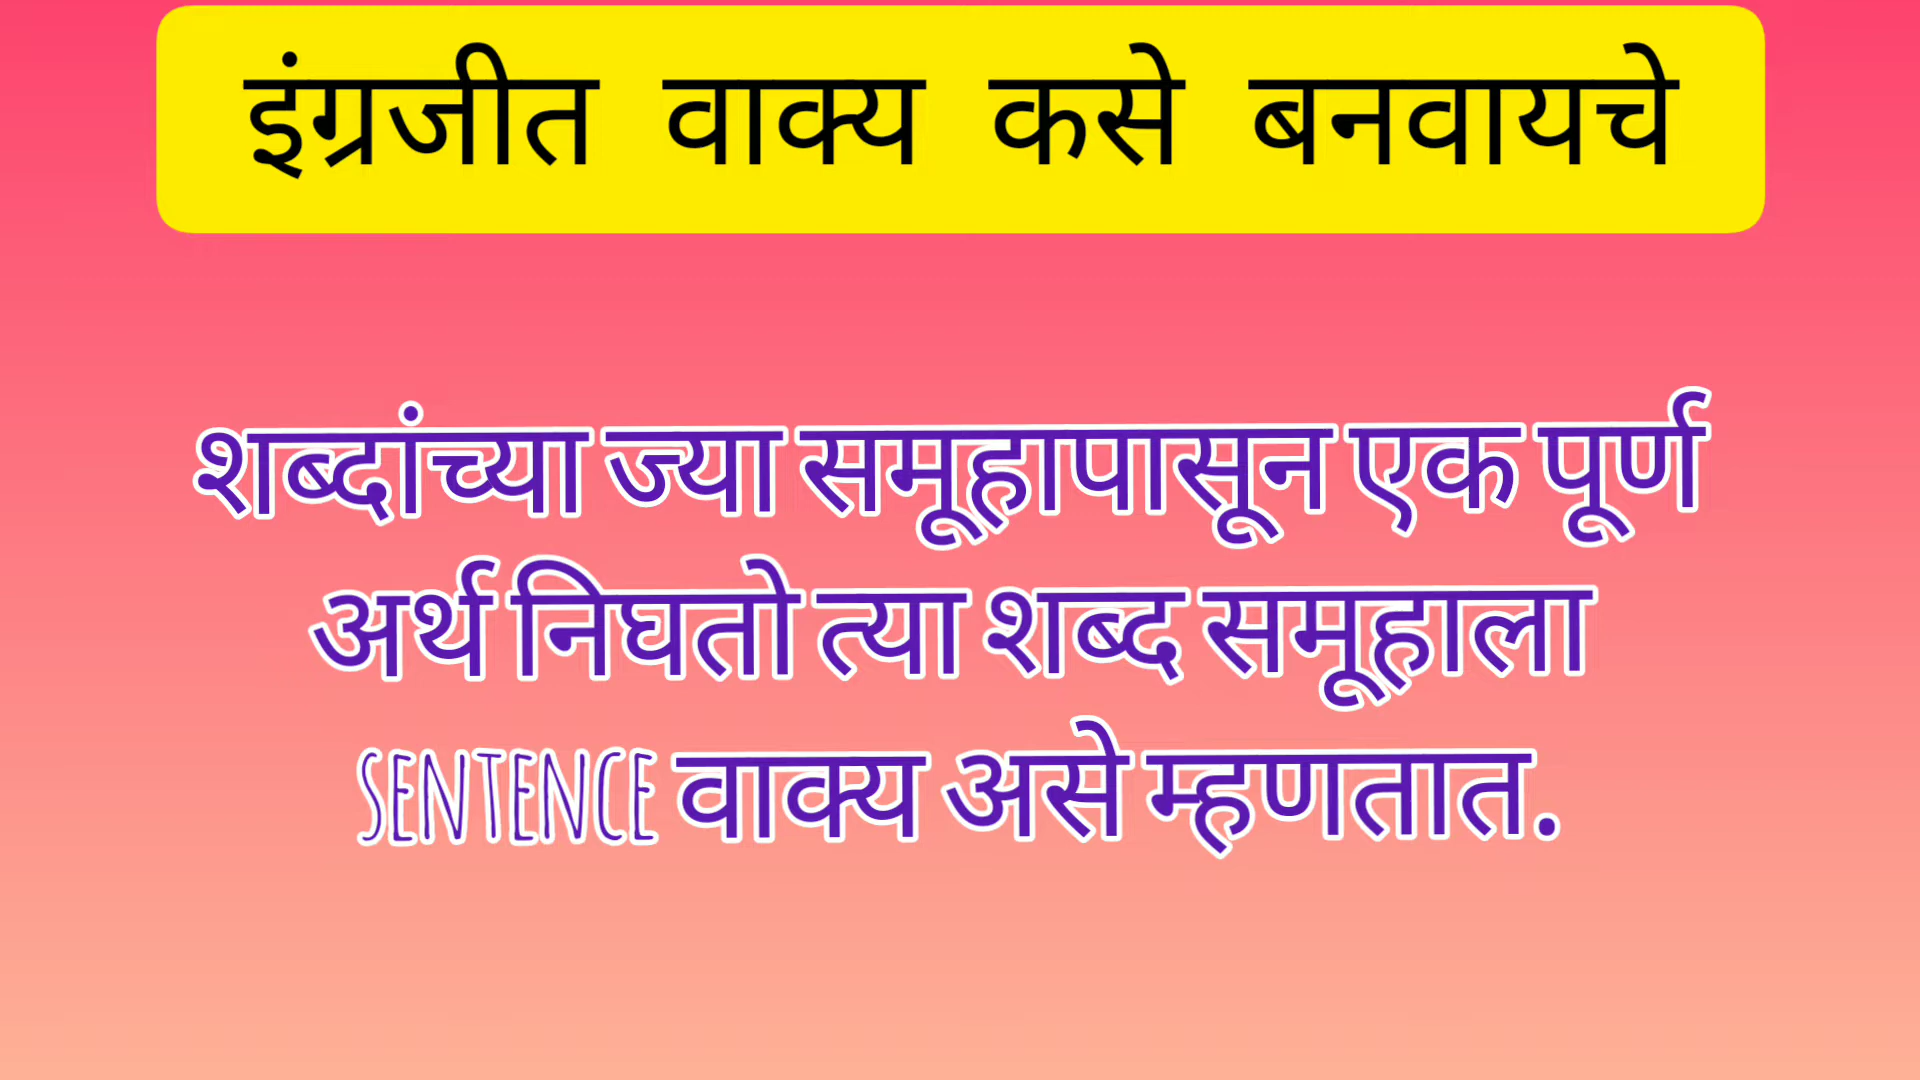 इंग्रजीत वाक्य कसे बनवायचे
शब्दांच्या ज्या समूहापासून एक पूर्ण
अर्थ निघतो त्या शब्द समूहाला
SENTENCE वाक्य असे म्हणतात.